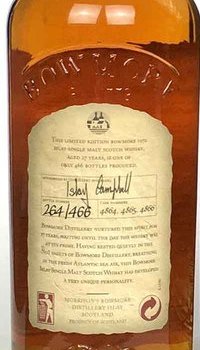 BOWMORE
THIS LIMITED EDITION BOWMORE 1972
ISLAY SINGLE MALT SCOTCH WHISKY,
AGED 27 YEARS, IS ONE OF
ONLY 466 BOTTLES PRODUCED.
Islay Campbell
264/466
CASK NUMBERS
4864, 4865, 4866
BOWMORE DISTILLERY NURTURED THIS SPIRIT FOR
27 YEARS, WAITING UNTIL THE DAY THE WHISKY WAS
AT ITS PRIME. HAVING RESTED QUIETLY IN THE
VAULTS OF BOWMORE DISTILLERY, BREATHING
IN THE FRESH ATLANTIC SEA AIR, THIS BOWMORE
ISLAY SINGLE MALT SCOTCH WHISKY HAS DEVELOPED
A VERY UNIQUE PERSONALITY.
MORRISON BOWMORE
DISTILLERY ISLAY
SCOTLAND
PRODUCT OF SCOTLAND